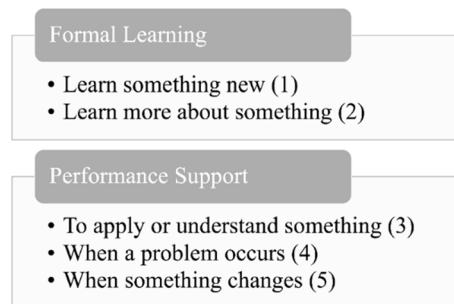 Formal Learning
• Learn something new (1)
• Learn more about something (2)
Performance Support
• To apply or understand something (3)
• When a problem occurs (4)
• When something changes (5)